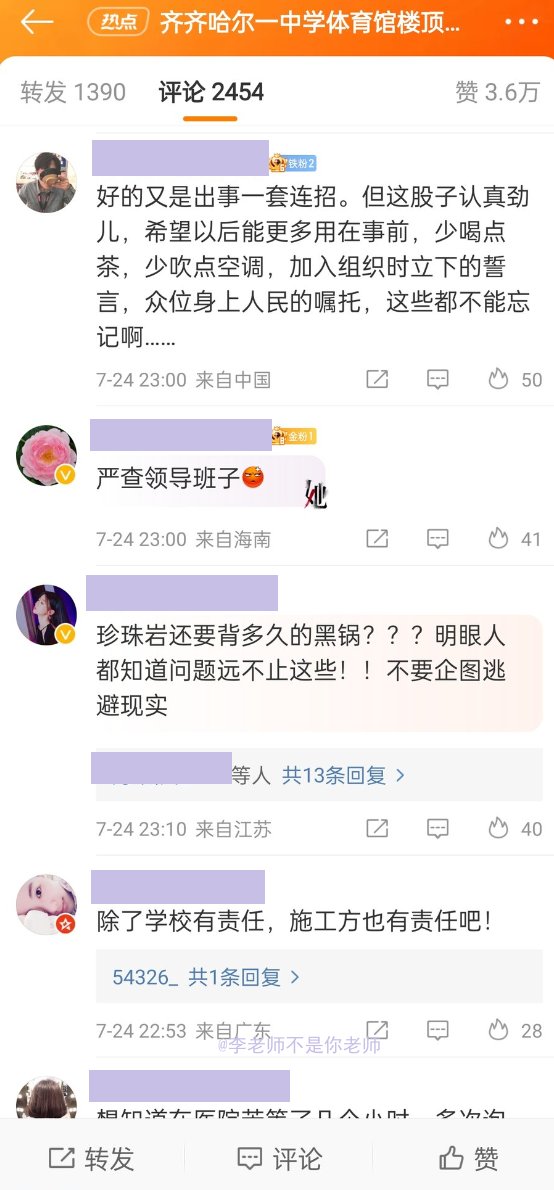 热点 齐齐哈尔一中学体育馆楼顶...
转发 1390 评论 2454 赞 3.6万
铁粉2
好的又是出事一套连招。但这股子认真劲
儿，希望以后能更多用在事前，少喝点
茶，少吹点空调，加入组织时立下的誓
言，众位身上人民的嘱托，这些都不能忘
记啊……
7-24 23:00 来自中国 50
金粉1
严查领导班子
她
7-24 23:00 来自海南 41
珍珠岩还要背多久的黑锅？？？明眼人
都知道问题远不止这些！！不要企图逃
避现实
等人 共13条回复 >
7-24 23:10 来自江苏 40
除了学校有责任，施工方也有责任吧！
54326_ 共1条回复 >
7-24 22:53 来自广东 28
@李老师不是你老师
转发 评论 赞